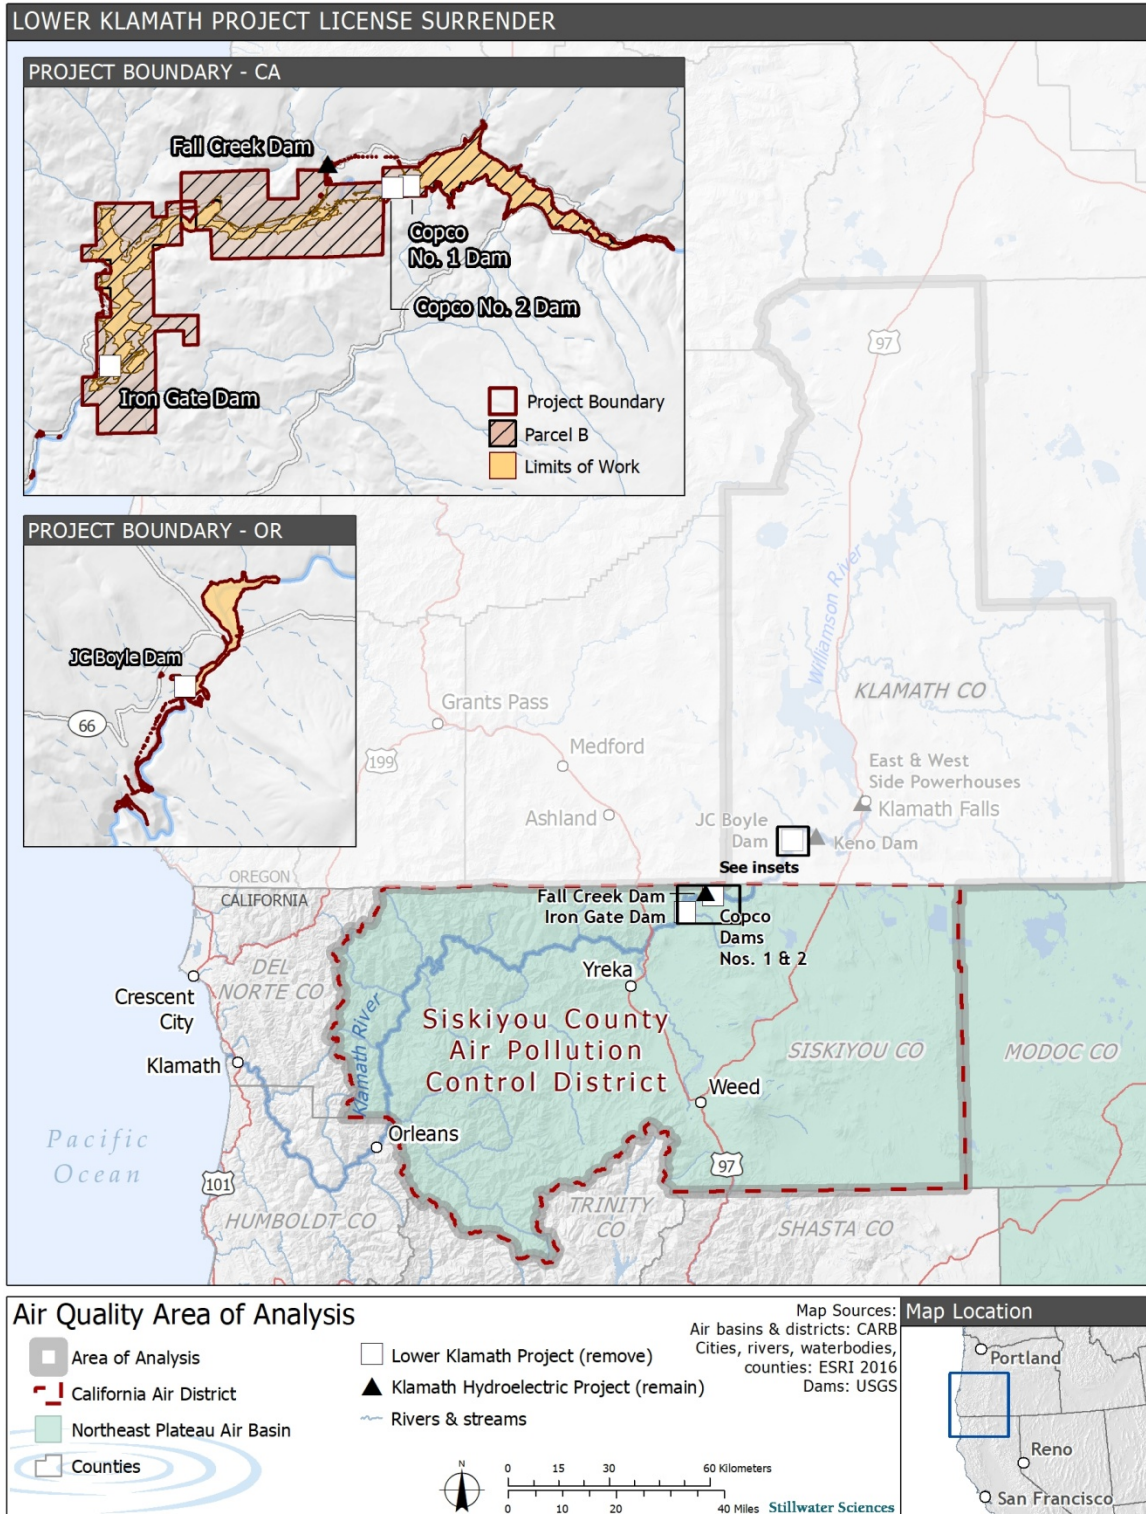 LOWER KLAMATH PROJECT LICENSE SURRENDER
PROJECT BOUNDARY - CA
Fall Creek Dam
Copco
No. 1 Dam
Copco No. 2 Dam
Iron Gate Dam
Project Boundary
Parcel B
Limits of Work
PROJECT BOUNDARY - OR
JC Boyle Dam
66
97
Williamson River
KLAMATH CO
Grants Pass
199
Medford
Ashland
East & West
Side Powerhouses
Klamath Falls
JC Boyle
Dam
Keno Dam
See insets
OREGON
CALIFORNIA
Fall Creek Dam
Iron Gate Dam
Copco
Dams
Nos. 1 & 2
DEL
NORTE CO
Crescent
City
Klamath
Klamath River
Yreka
Siskiyou County
Air Pollution
Control District
SISKIYOU CO
MODOC CO
Weed
Orleans
Pacific
Ocean
101
97
HUMBOLDT CO
TRINITY
CO
SHASTA CO
Air Quality Area of Analysis
Area of Analysis
California Air District
Northeast Plateau Air Basin
Counties
Lower Klamath Project (remove)
Klamath Hydroelectric Project (remain)
Rivers & streams
Map Sources:
Air basins & districts: CARB
Cities, rivers, waterbodies,
counties: ESRI 2016
Dams: USGS
N
0 15 30 60 Kilometers
0 10 20 40 Miles
Stillwater Sciences
Map Location
Portland
Reno
San Francisco